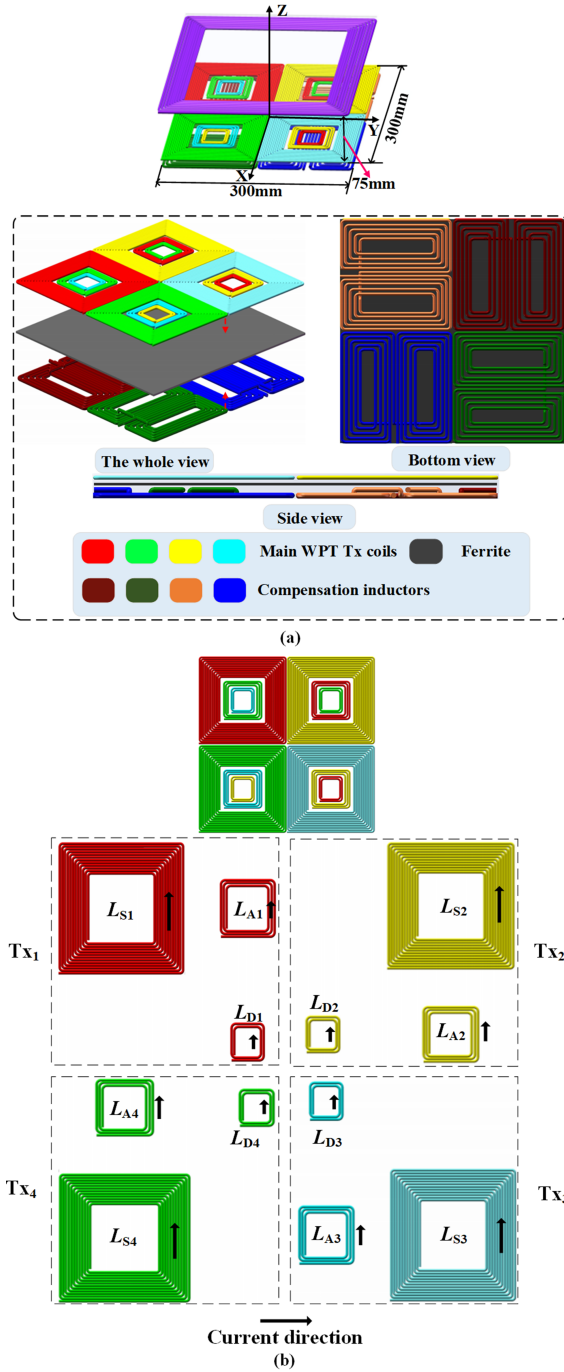 Z
Y
X
300mm
300mm
75mm
The whole view
Bottom view
Side view
Main WPT Tx coils
Ferrite
Compensation inductors
(a)
Tx1
LS1
LA1
LD1
LS2
Tx2
LD2
LA2
LA4
LD4
LD3
Tx4
LS4
LA3
LS3
Current direction
(b)